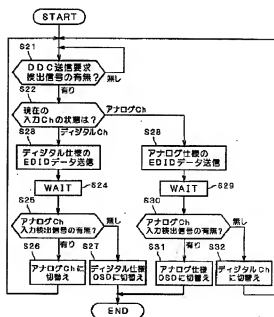 START
S21
DDC送信要求
検出信号の有無?
無し
有り
S22
現在の
入力Chの状態は?
アナログCh
ディジタルCh
S23
ディジタル仕様の
EDIDデータ送信
WAIT
S24
S25
アナログCh
入力検出信号の有無?
無し
有り
S26
アナログChに
切替え
S27
ディジタル仕様
OSDに切替え
S28
アナログ仕様の
EDIDデータ送信
WAIT
S29
S30
アナログCh
入力検出信号の有無?
無し
有り
S31
アナログ仕様
OSDに切替え
S32
ディジタルCh
に切替え
END